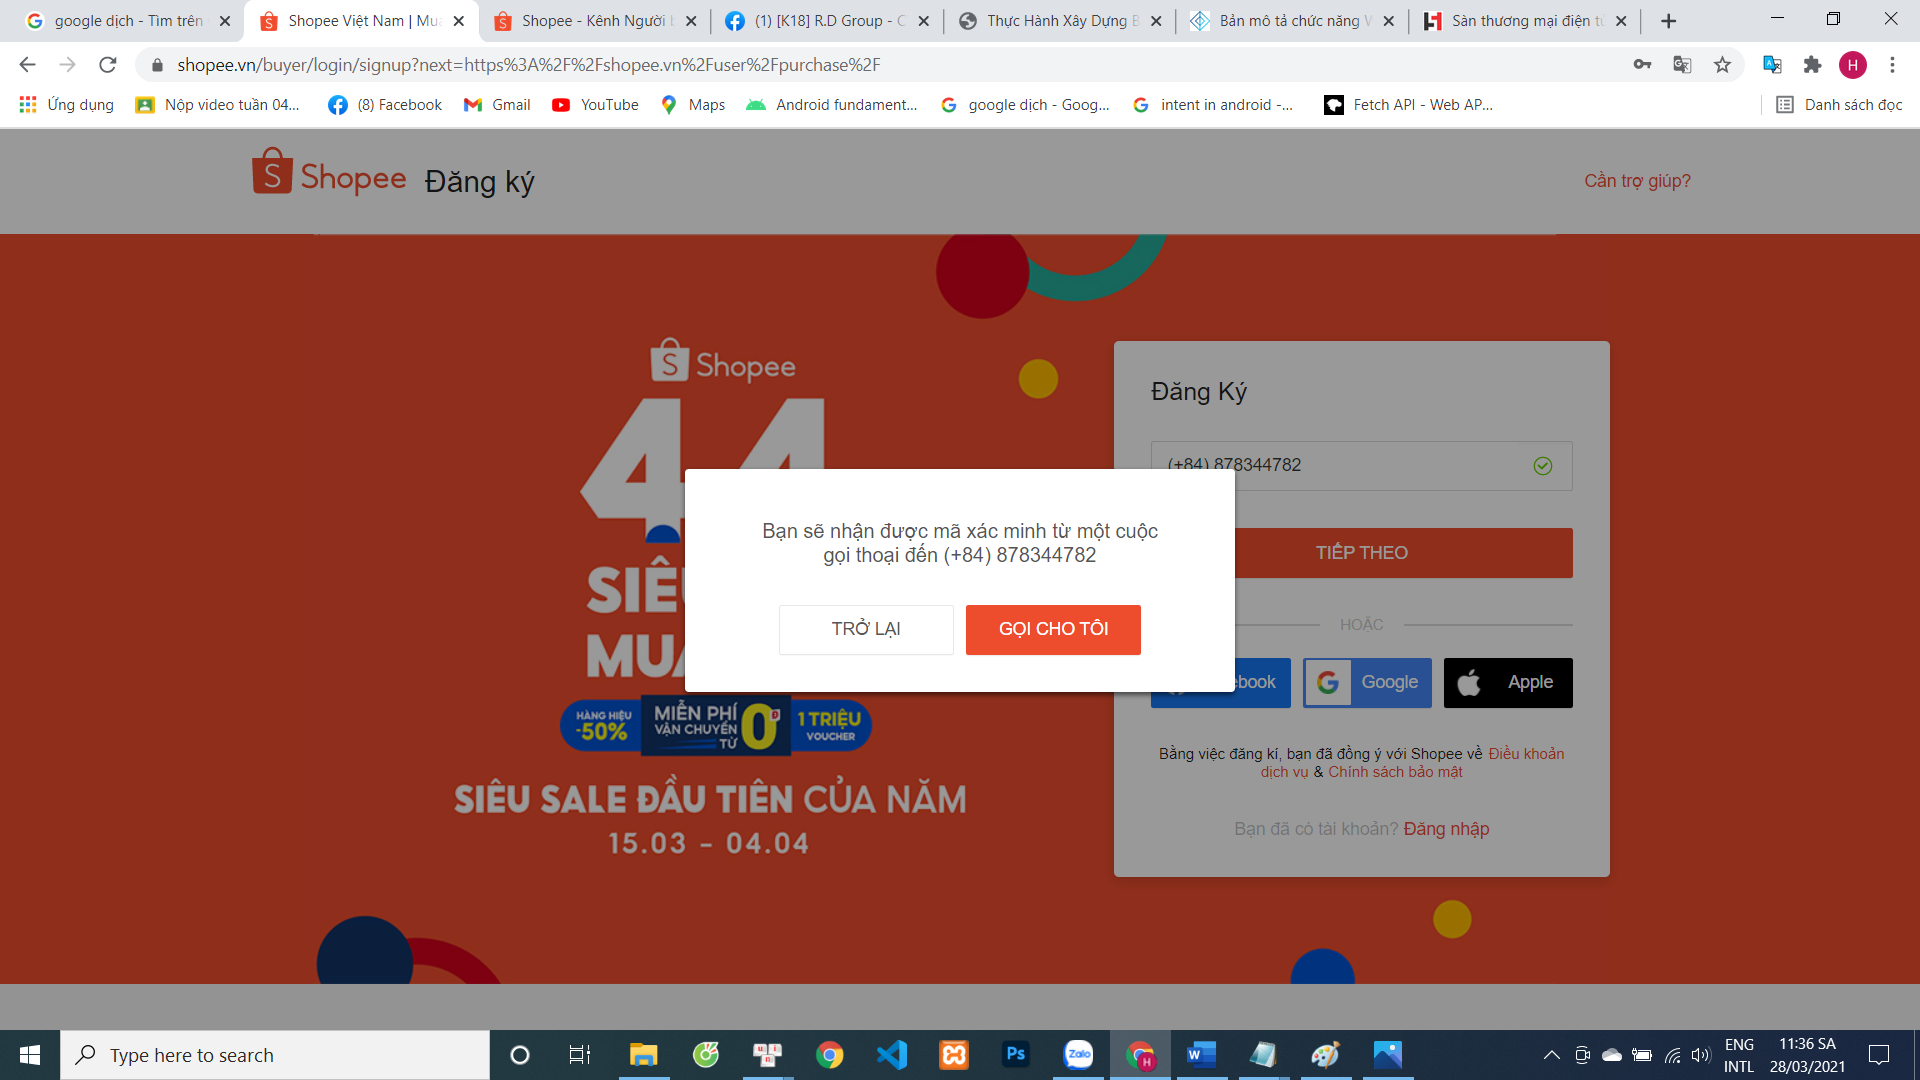 google dịch - Tìm trên
Shopee Việt Nam | Mua
Shopee - Kênh Người b
(1) [K18] R.D Group - C
Thực Hành Xây Dựng B
Bản mô tả chức năng W
Sàn thương mại điện tử
shopee.vn/buyer/login/signup?next=https%3A%2F%2Fshopee.vn%2Fuser%2Fpurchase%2F
H
Ứng dụng
Nộp video tuần 04...
(8) Facebook
Gmail
YouTube
Maps
Android fundament...
google dịch - Goog...
intent in android -...
Fetch API - Web AP...
Danh sách đọc
Shopee
Đăng ký
Cần trợ giúp?
Shopee
4.4
SIÊU
MUA
HÀNG HIỆU
-50%
MIỄN PHÍ
VẬN CHUYỂN
TỪ
0Đ
1 TRIỆU
VOUCHER
SIÊU SALE ĐẦU TIÊN CỦA NĂM
15.03 - 04.04
Đăng Ký
(+84) 878344782
TIẾP THEO
HOẶC
ebook
Google
Apple
Bằng việc đăng kí, bạn đã đồng ý với Shopee về Điều khoản
dịch vụ & Chính sách bảo mật
Bạn đã có tài khoản? Đăng nhập
Bạn sẽ nhận được mã xác minh từ một cuộc
gọi thoại đến (+84) 878344782
TRỞ LẠI
GỌI CHO TÔI
Type here to search
Ps
Zalo
ENG
INTL
11:36 SA
28/03/2021